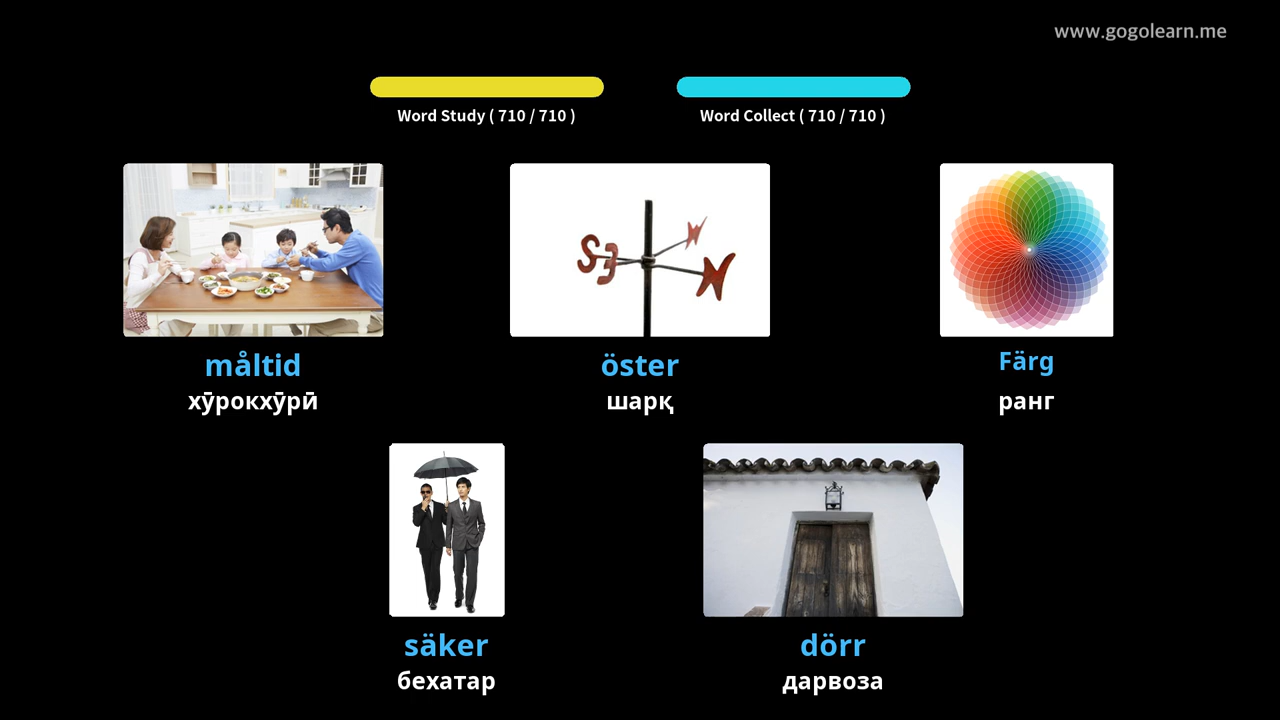 www.gogolearn.me
Word Study ( 710 / 710 )
Word Collect ( 710 / 710 )
S E N W
måltid
öster
Färg
хӯрокхӯрӣ
шарқ
ранг
säker
dörr
бехатар
дарвоза